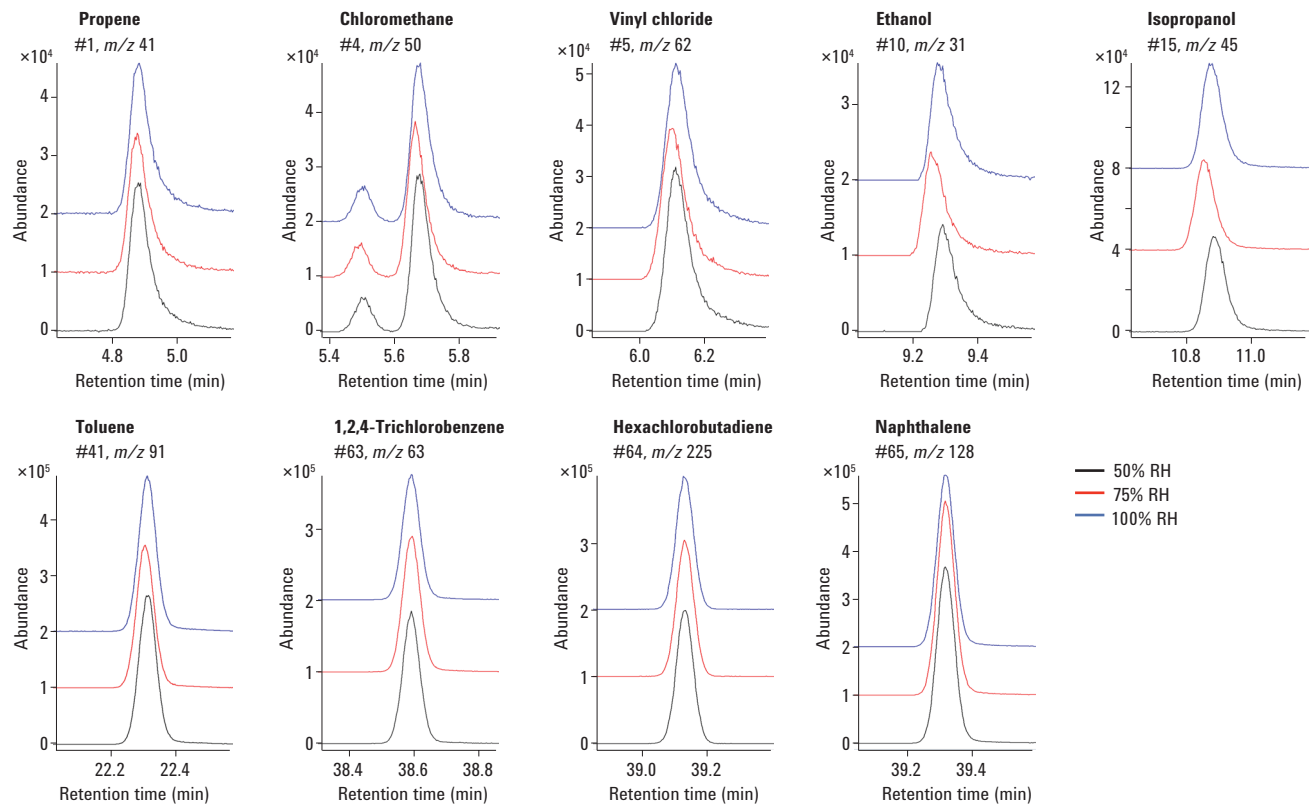 Propene
#1, m/z 41
×10⁴
Abundance
4
3
2
1
0
4.8 5.0
Retention time (min)
Chloromethane
#4, m/z 50
×10⁴
Abundance
4
3
2
1
0
5.4 5.6 5.8
Retention time (min)
Vinyl chloride
#5, m/z 62
×10⁴
Abundance
5
4
3
2
1
0
6.0 6.2
Retention time (min)
Ethanol
#10, m/z 31
×10⁴
Abundance
3
2
1
0
9.2 9.4
Retention time (min)
Isopropanol
#15, m/z 45
×10⁴
Abundance
12
8
4
0
10.8 11.0
Retention time (min)
Toluene
#41, m/z 91
×10⁵
Abundance
4
3
2
1
0
22.2 22.4
Retention time (min)
1,2,4-Trichlorobenzene
#63, m/z 63
×10⁵
Abundance
3
2
1
0
38.4 38.6 38.8
Retention time (min)
Hexachlorobutadiene
#64, m/z 225
×10⁵
Abundance
3
2
1
0
39.0 39.2
Retention time (min)
Naphthalene
#65, m/z 128
×10⁵
Abundance
5
4
3
2
1
0
39.2 39.4
Retention time (min)
50% RH
75% RH
100% RH